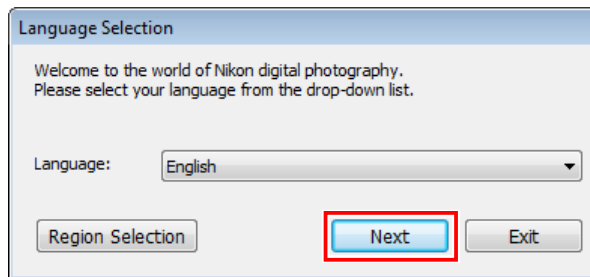 Language Selection
Welcome to the world of Nikon digital photography.
Please select your language from the drop-down list.
Language: English
Region Selection Next Exit